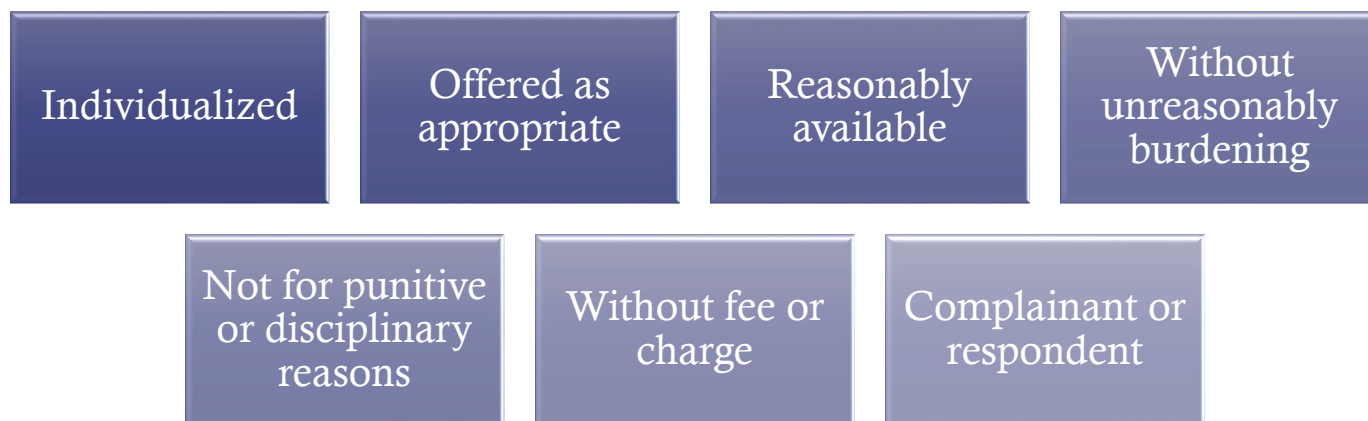 Individualized
Offered as
appropriate
Reasonably
available
Without
unreasonably
burdening
Not for punitive
or disciplinary
reasons
Without fee or
charge
Complainant or
respondent